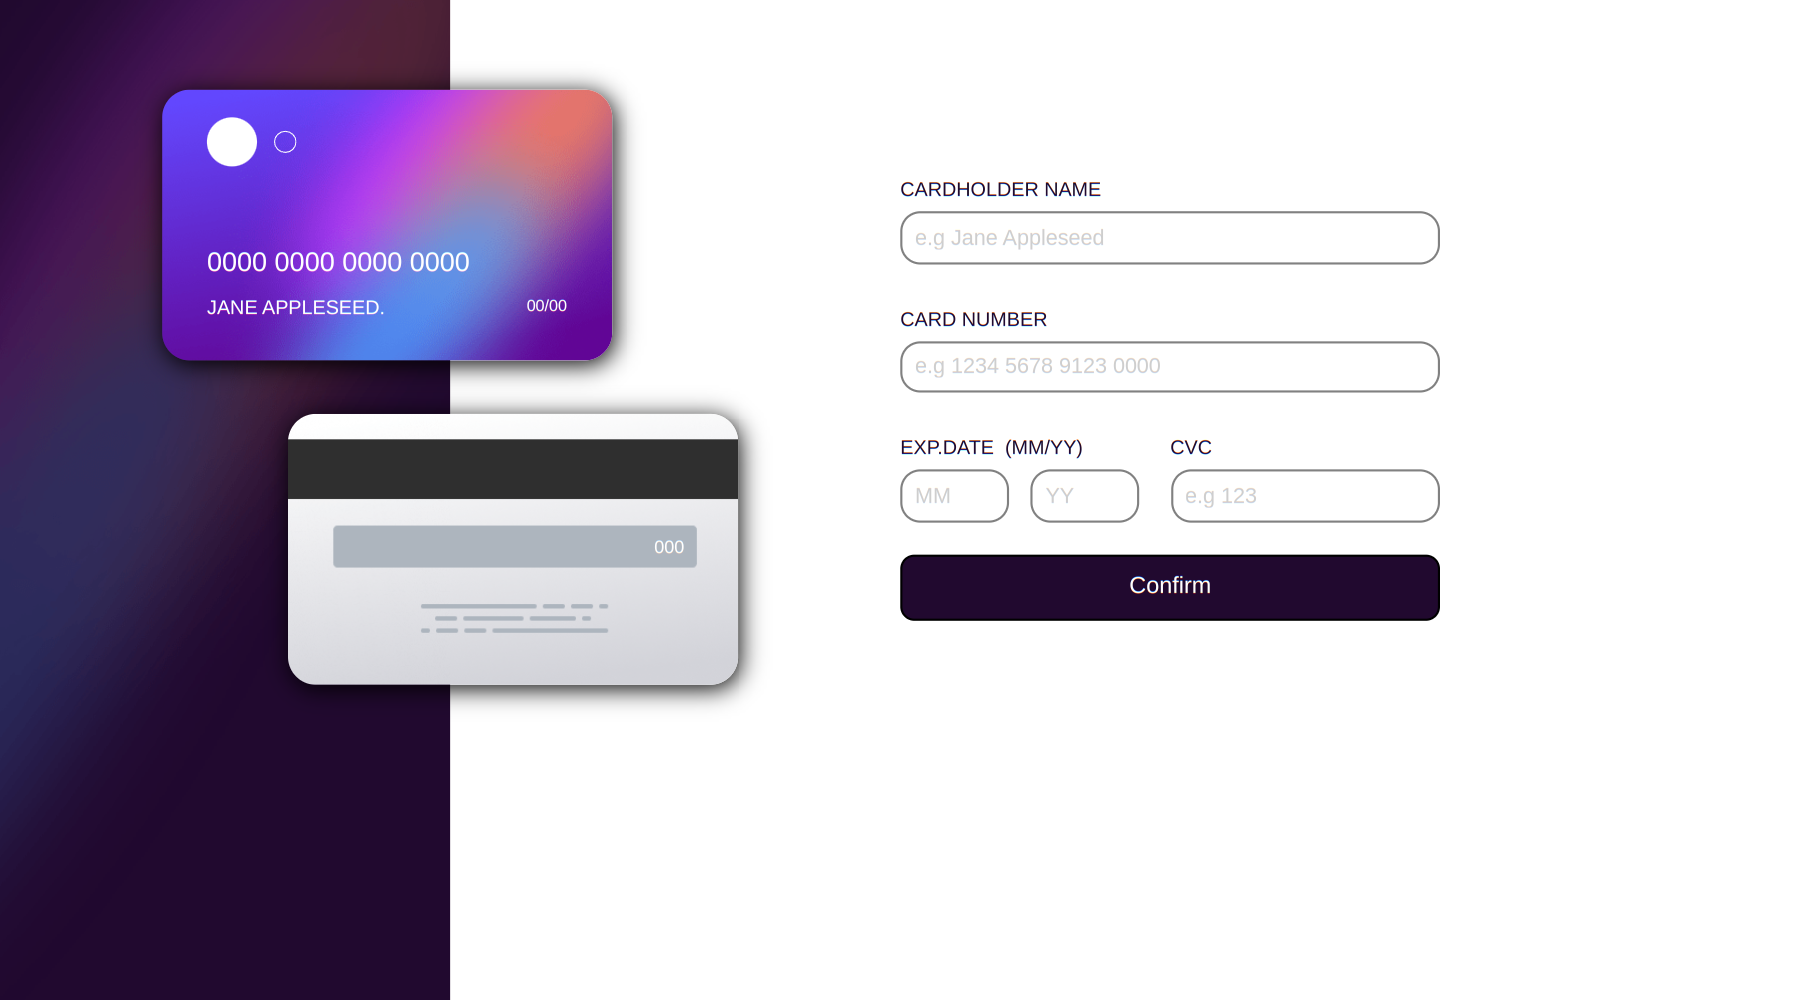 0000 0000 0000 0000
JANE APPLESEED. 00/00
000
CARDHOLDER NAME
e.g Jane Appleseed
CARD NUMBER
e.g 1234 5678 9123 0000
EXP.DATE (MM/YY) CVC
MM YY e.g 123
Confirm